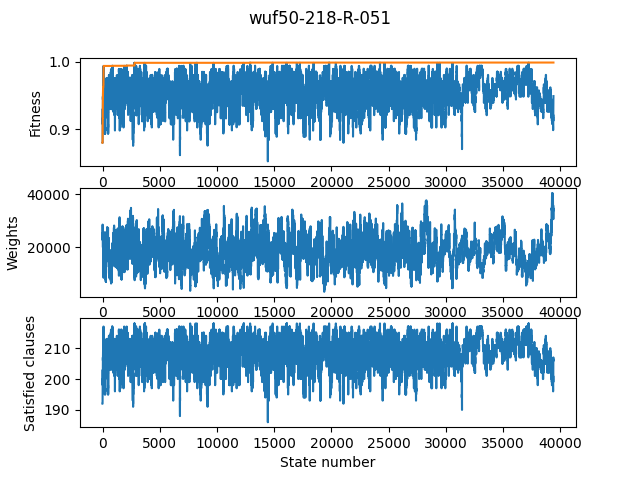 wuf50-218-R-051
1.0
0.9
Fitness
0 5000 10000 15000 20000 25000 30000 35000 40000
40000
20000
Weights
0 5000 10000 15000 20000 25000 30000 35000 40000
210
200
190
Satisfied clauses
0 5000 10000 15000 20000 25000 30000 35000 40000
State number